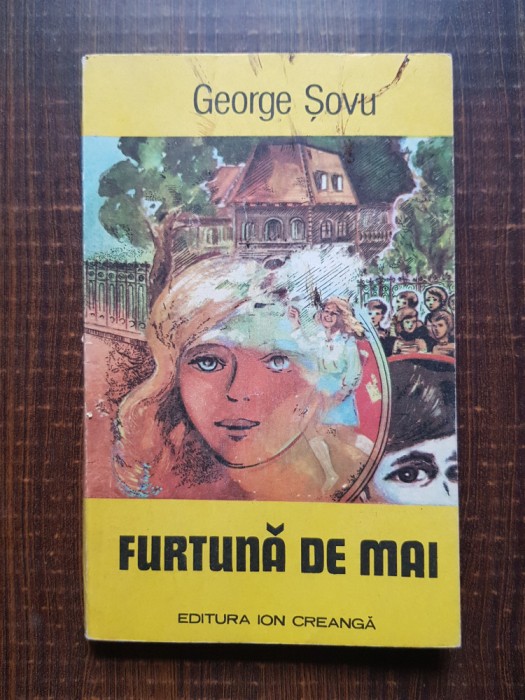 George Șovu
FURTUNĂ DE MAI
EDITURA ION CREANGĂ